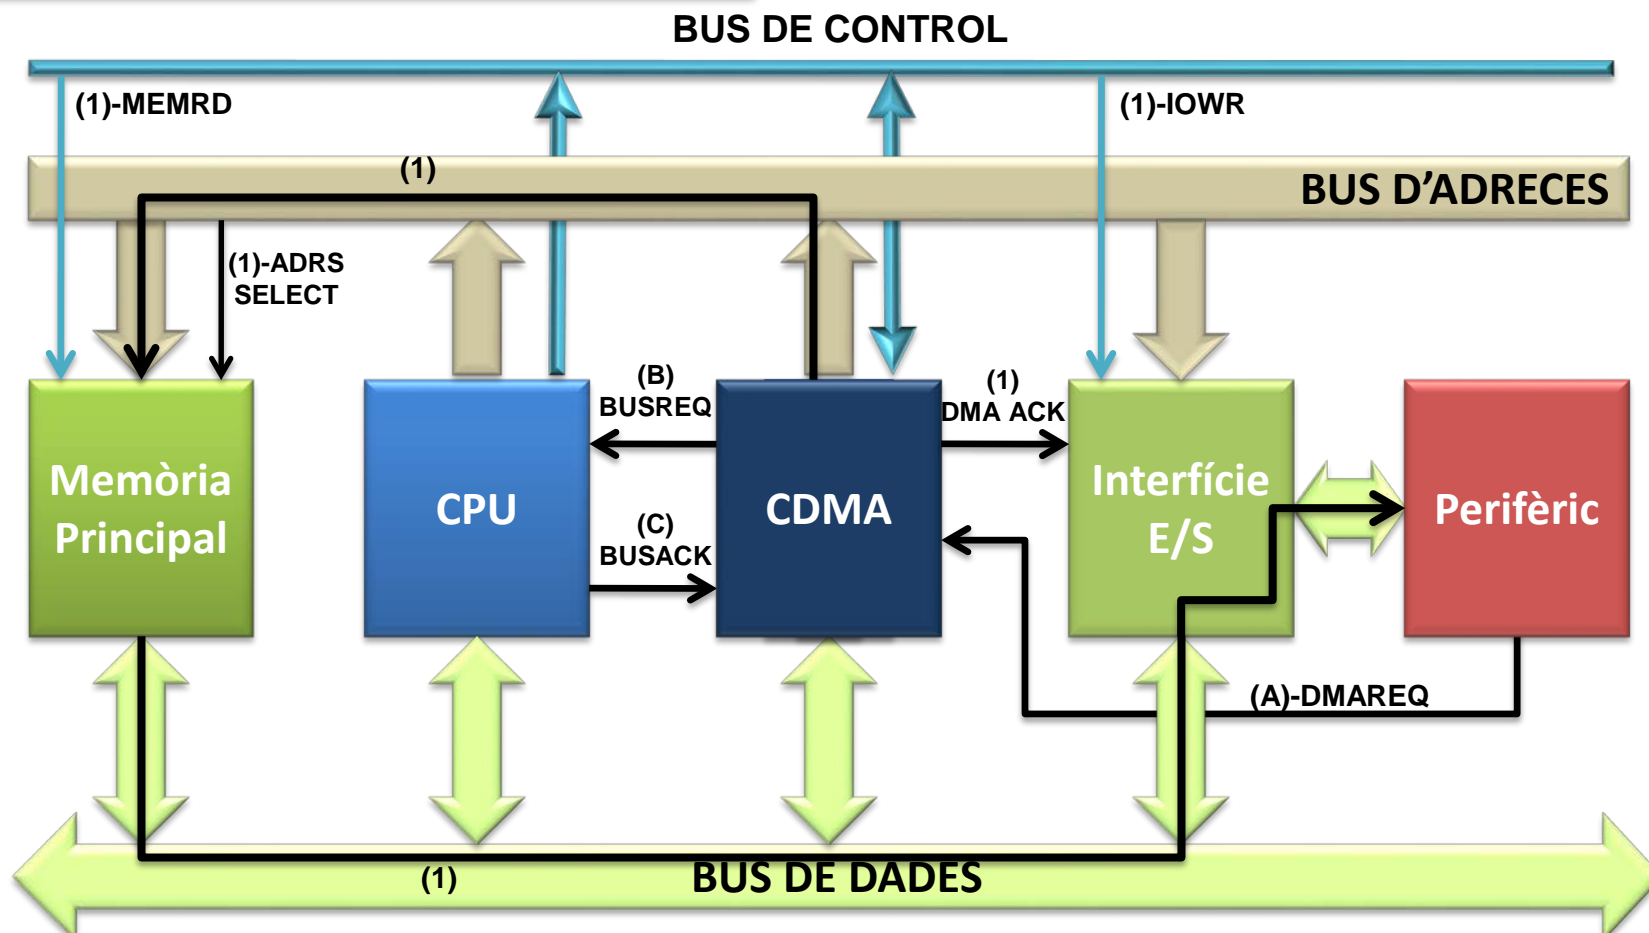 BUS DE CONTROL
(1)-MEMRD
(1)-IOWR
(1)
BUS D’ADRECES
(1)-ADRS
SELECT
(B)
BUSREQ
(1)
DMA ACK
Memòria
Principal
CPU
CDMA
Interfície
E/S
Perifèric
(C)
BUSACK
(A)-DMAREQ
(1)
BUS DE DADES